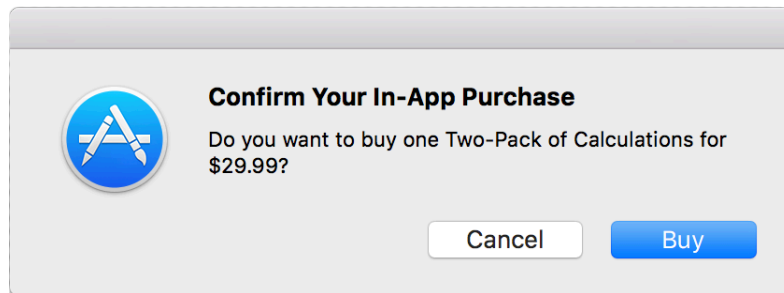 Confirm Your In-App Purchase
Do you want to buy one Two-Pack of Calculations for
$29.99?
Cancel
Buy